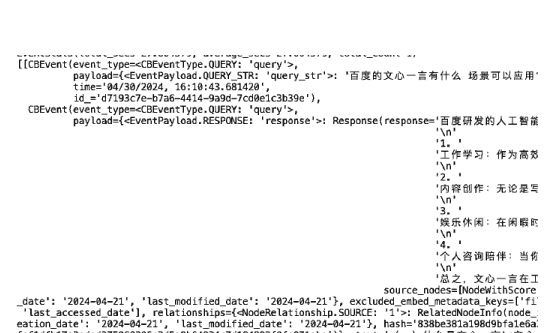 [[CBEvent(event_type=<CBEventType.QUERY: 'query'>,
payload={<EventPayload.QUERY_STR: 'query_str'>: '百度的文心一言有什么 场景可以应用
time='04/30/2024, 16:10:43.681420',
id_='d7193c7e-b7a6-4414-9a9d-7cd0e1c3b39e'),
CBEvent(event_type=<CBEventType.QUERY: 'query'>,
payload={<EventPayload.RESPONSE: 'response'>: Response(response='百度研发的人工智能
'\n'
'1. '
'工作学习：作为高效
'\n'
'2. '
'内容创作：无论是写
'\n'
'3. '
'娱乐休闲：在闲暇时
'\n'
'4. '
'个人咨询陪伴：当你
'\n'
'总之，文心一言在工
source_nodes=[NodeWithScore
_date': '2024-04-21', 'last_modified_date': '2024-04-21'}, excluded_embed_metadata_keys=['fi
'last_accessed_date'], relationships={<NodeRelationship.SOURCE: '1'>: RelatedNodeInfo(node_
eation_date': '2024-04-21', 'last_modified_date': '2024-04-21'}, hash='838be381a198d9bfa1e6a